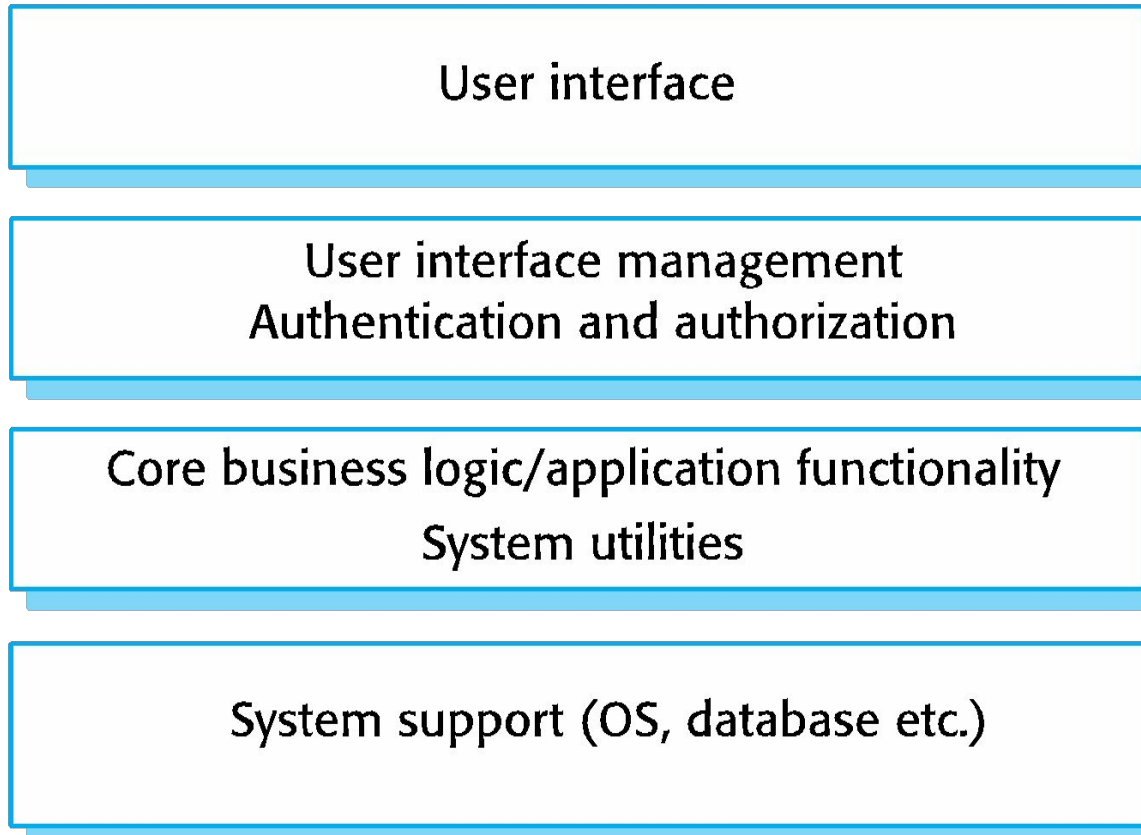 User interface
User interface management
Authentication and authorization
Core business logic/application functionality
System utilities
System support (OS, database etc.)